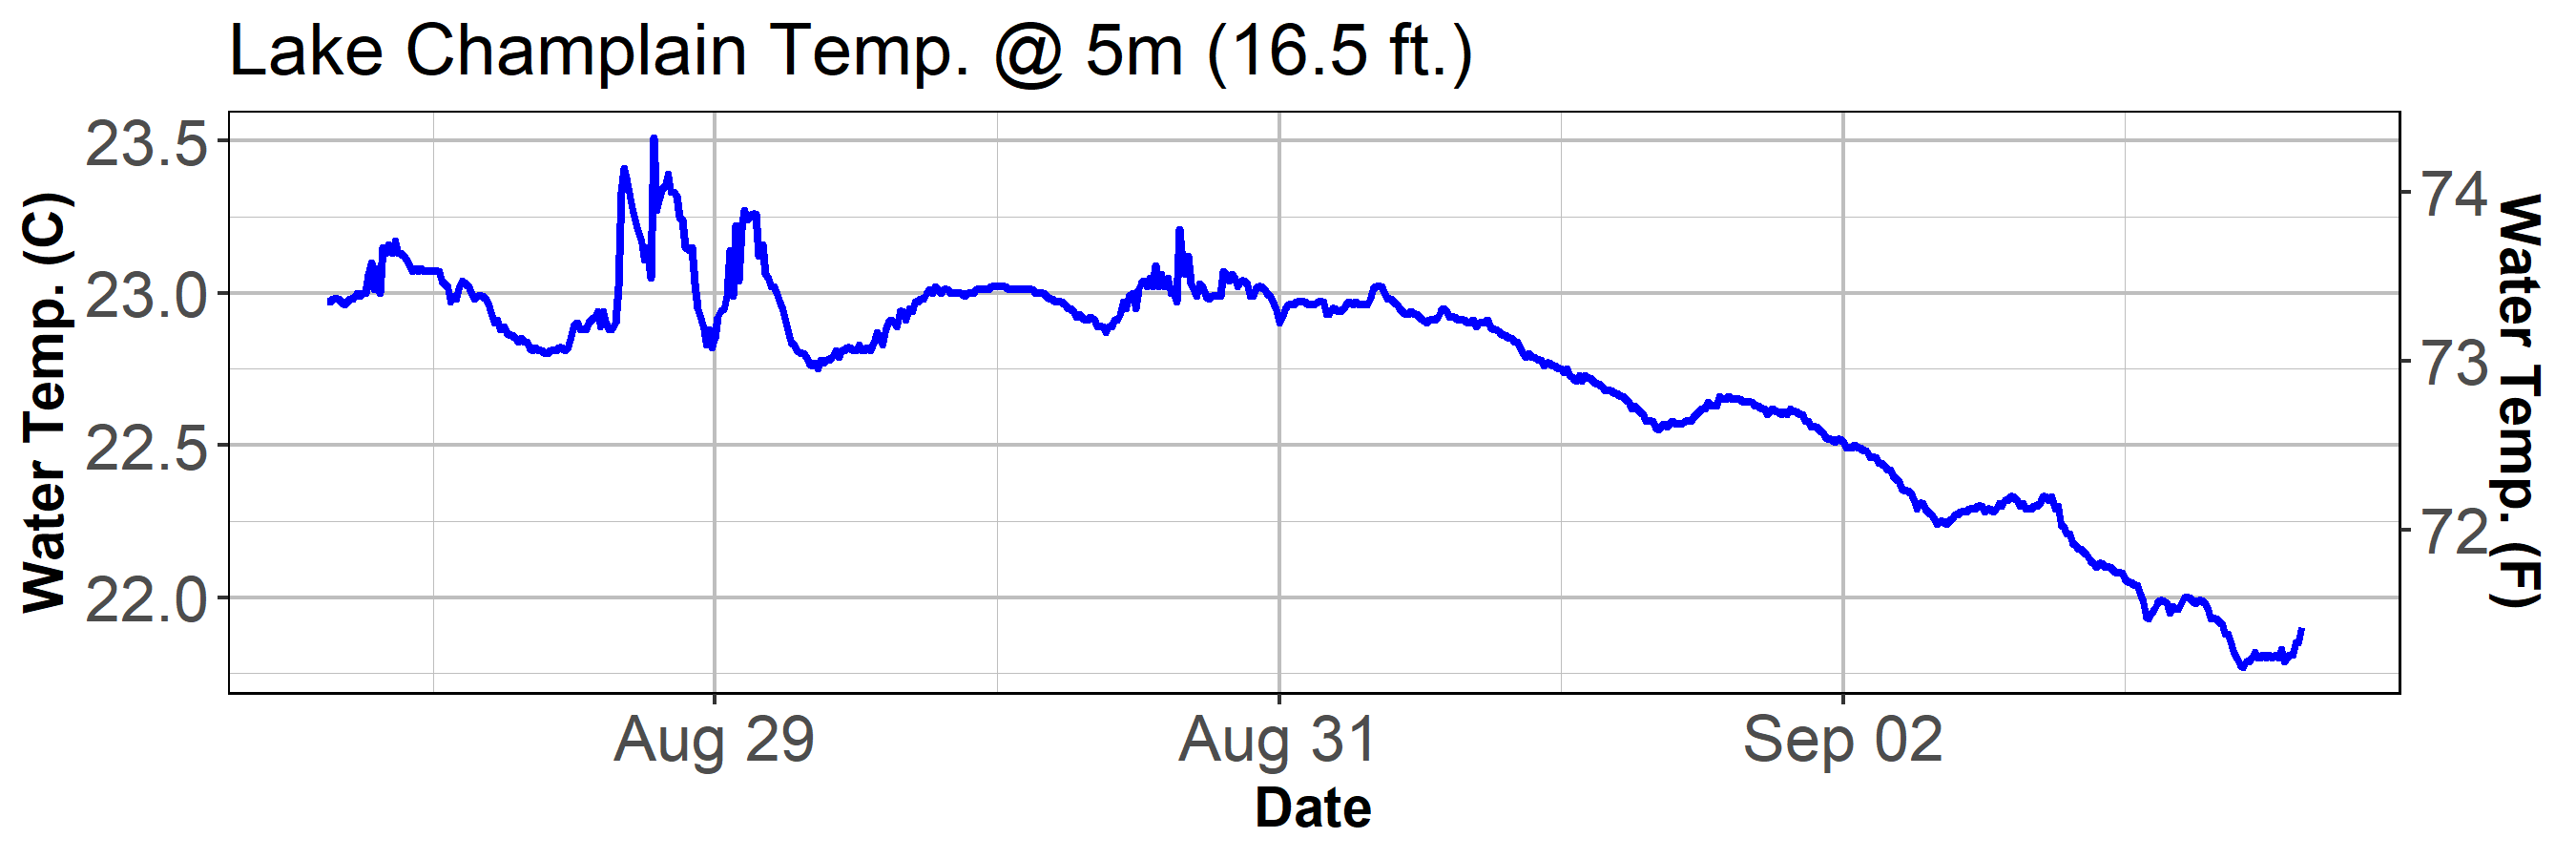 Lake Champlain Temp. @ 5m (16.5 ft.)
Water Temp. (C)
23.5
23.0
22.5
22.0
74
73
72
Water Temp. (F)
Aug 29
Aug 31
Sep 02
Date